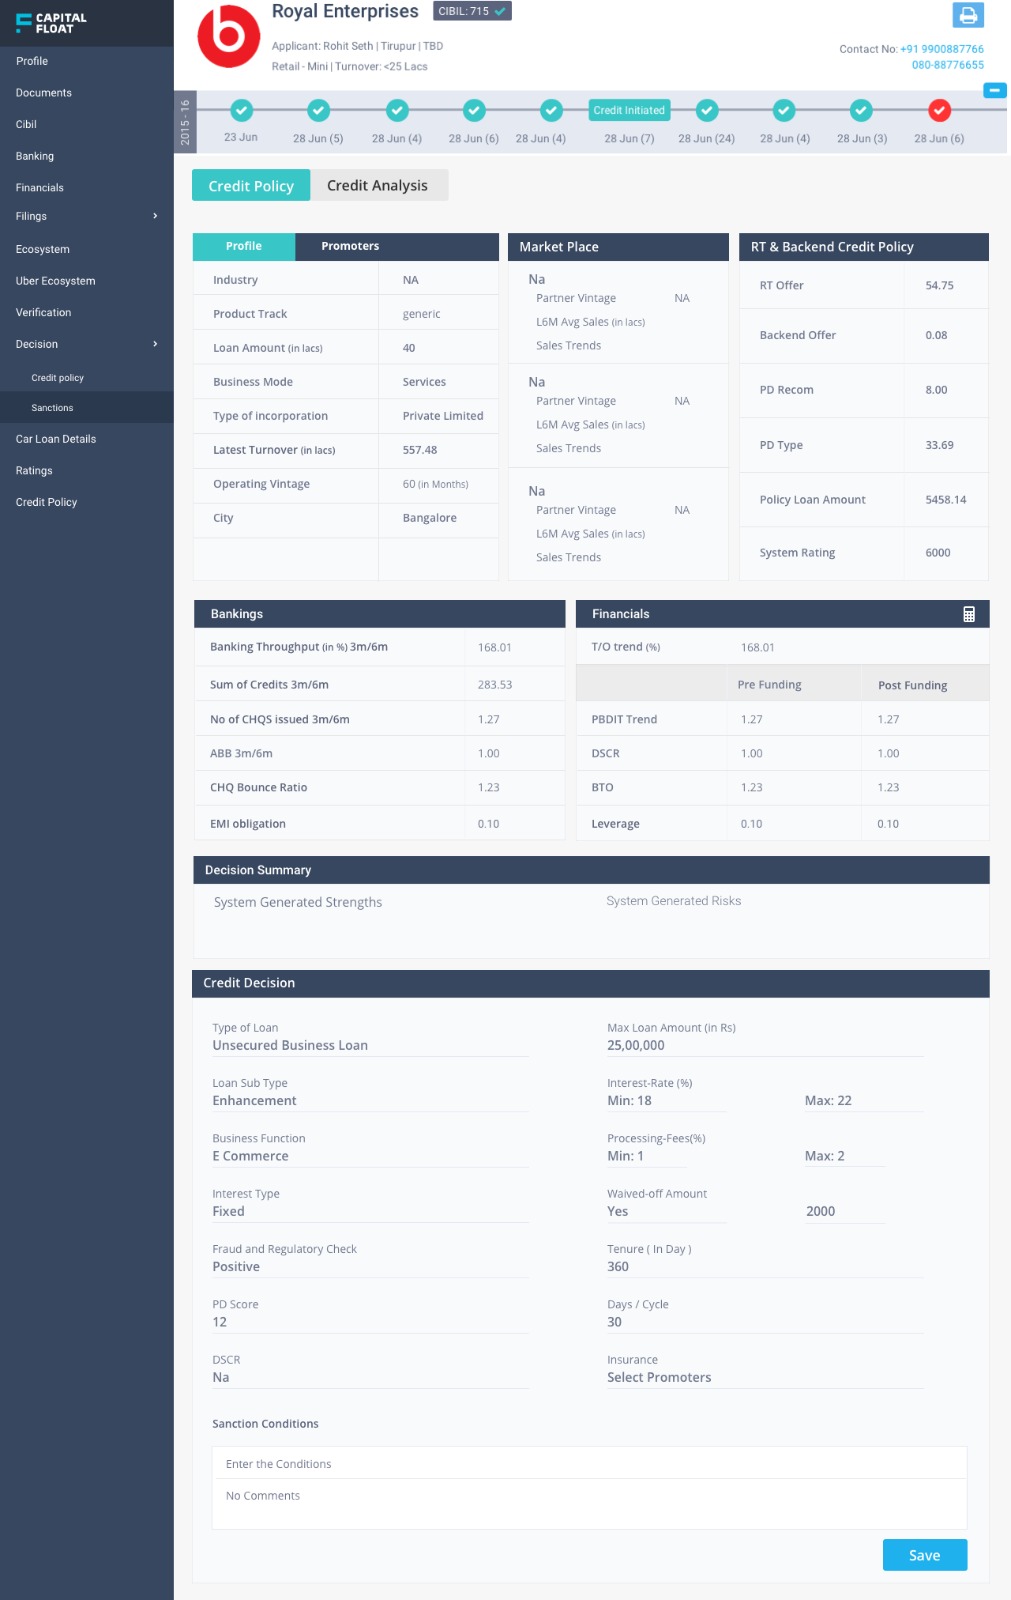 CAPITAL
FLOAT
Profile
Documents
Cibil
Banking
Financials
Filings
Ecosystem
Uber Ecosystem
Verification
Decision
Credit policy
Sanctions
Car Loan Details
Ratings
Credit Policy
Royal Enterprises
CIBIL: 715
Applicant: Rohit Seth | Tirupur | TBD
Retail - Mini | Turnover: <25 Lacs
Contact No: +91 9900887766
080-88776655
2015 - 16
Credit Initiated
23 Jun 28 Jun (5) 28 Jun (4) 28 Jun (6) 28 Jun (4) 28 Jun (7) 28 Jun (24) 28 Jun (4) 28 Jun (3) 28 Jun (6)
Credit Policy Credit Analysis
Profile Promoters
Industry NA
Product Track generic
Loan Amount (in lacs) 40
Business Mode Services
Type of incorporation Private Limited
Latest Turnover (in lacs) 557.48
Operating Vintage 60 (in Months)
City Bangalore
Market Place
Na
Partner Vintage NA
L6M Avg Sales (in lacs)
Sales Trends
Na
Partner Vintage NA
L6M Avg Sales (in lacs)
Sales Trends
Na
Partner Vintage NA
L6M Avg Sales (in lacs)
Sales Trends
RT & Backend Credit Policy
RT Offer 54.75
Backend Offer 0.08
PD Recom 8.00
PD Type 33.69
Policy Loan Amount 5458.14
System Rating 6000
Bankings
Banking Throughput (in %) 3m/6m 168.01
Sum of Credits 3m/6m 283.53
No of CHQS issued 3m/6m 1.27
ABB 3m/6m 1.00
CHQ Bounce Ratio 1.23
EMI obligation 0.10
Financials
T/O trend (%) 168.01
Pre Funding Post Funding
PBDIT Trend 1.27 1.27
DSCR 1.00 1.00
BTO 1.23 1.23
Leverage 0.10 0.10
Decision Summary
System Generated Strengths System Generated Risks
Credit Decision
Type of Loan
Unsecured Business Loan
Max Loan Amount (in Rs)
25,00,000
Loan Sub Type
Enhancement
Interest-Rate (%)
Min: 18 Max: 22
Business Function
E Commerce
Processing-Fees(%)
Min: 1 Max: 2
Interest Type
Fixed
Waived-off Amount
Yes 2000
Fraud and Regulatory Check
Positive
Tenure ( In Day )
360
PD Score
12
Days / Cycle
30
DSCR
Na
Insurance
Select Promoters
Sanction Conditions
Enter the Conditions
No Comments
Save